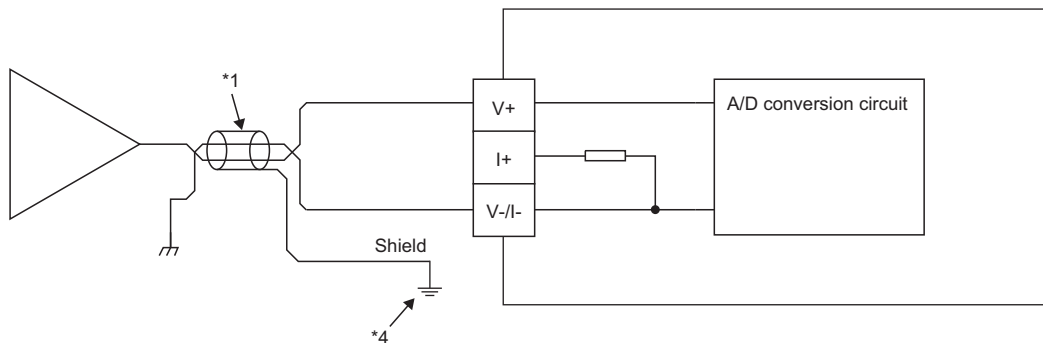 *1
V+
A/D conversion circuit
I+
V-/I-
Shield
*4